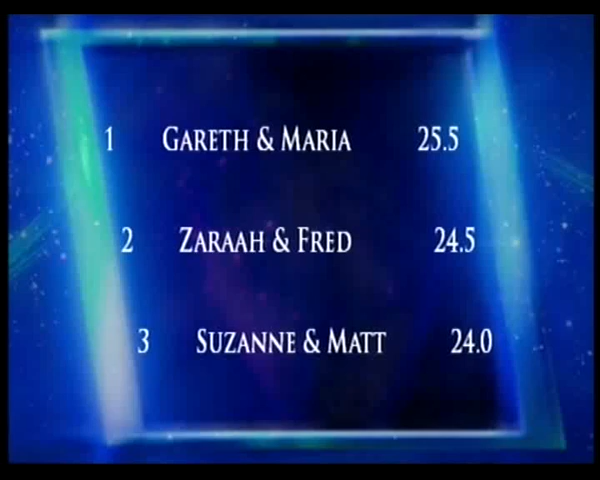 1 GARETH & MARIA 25.5
2 ZARAAH & FRED 24.5
3 SUZANNE & MATT 24.0